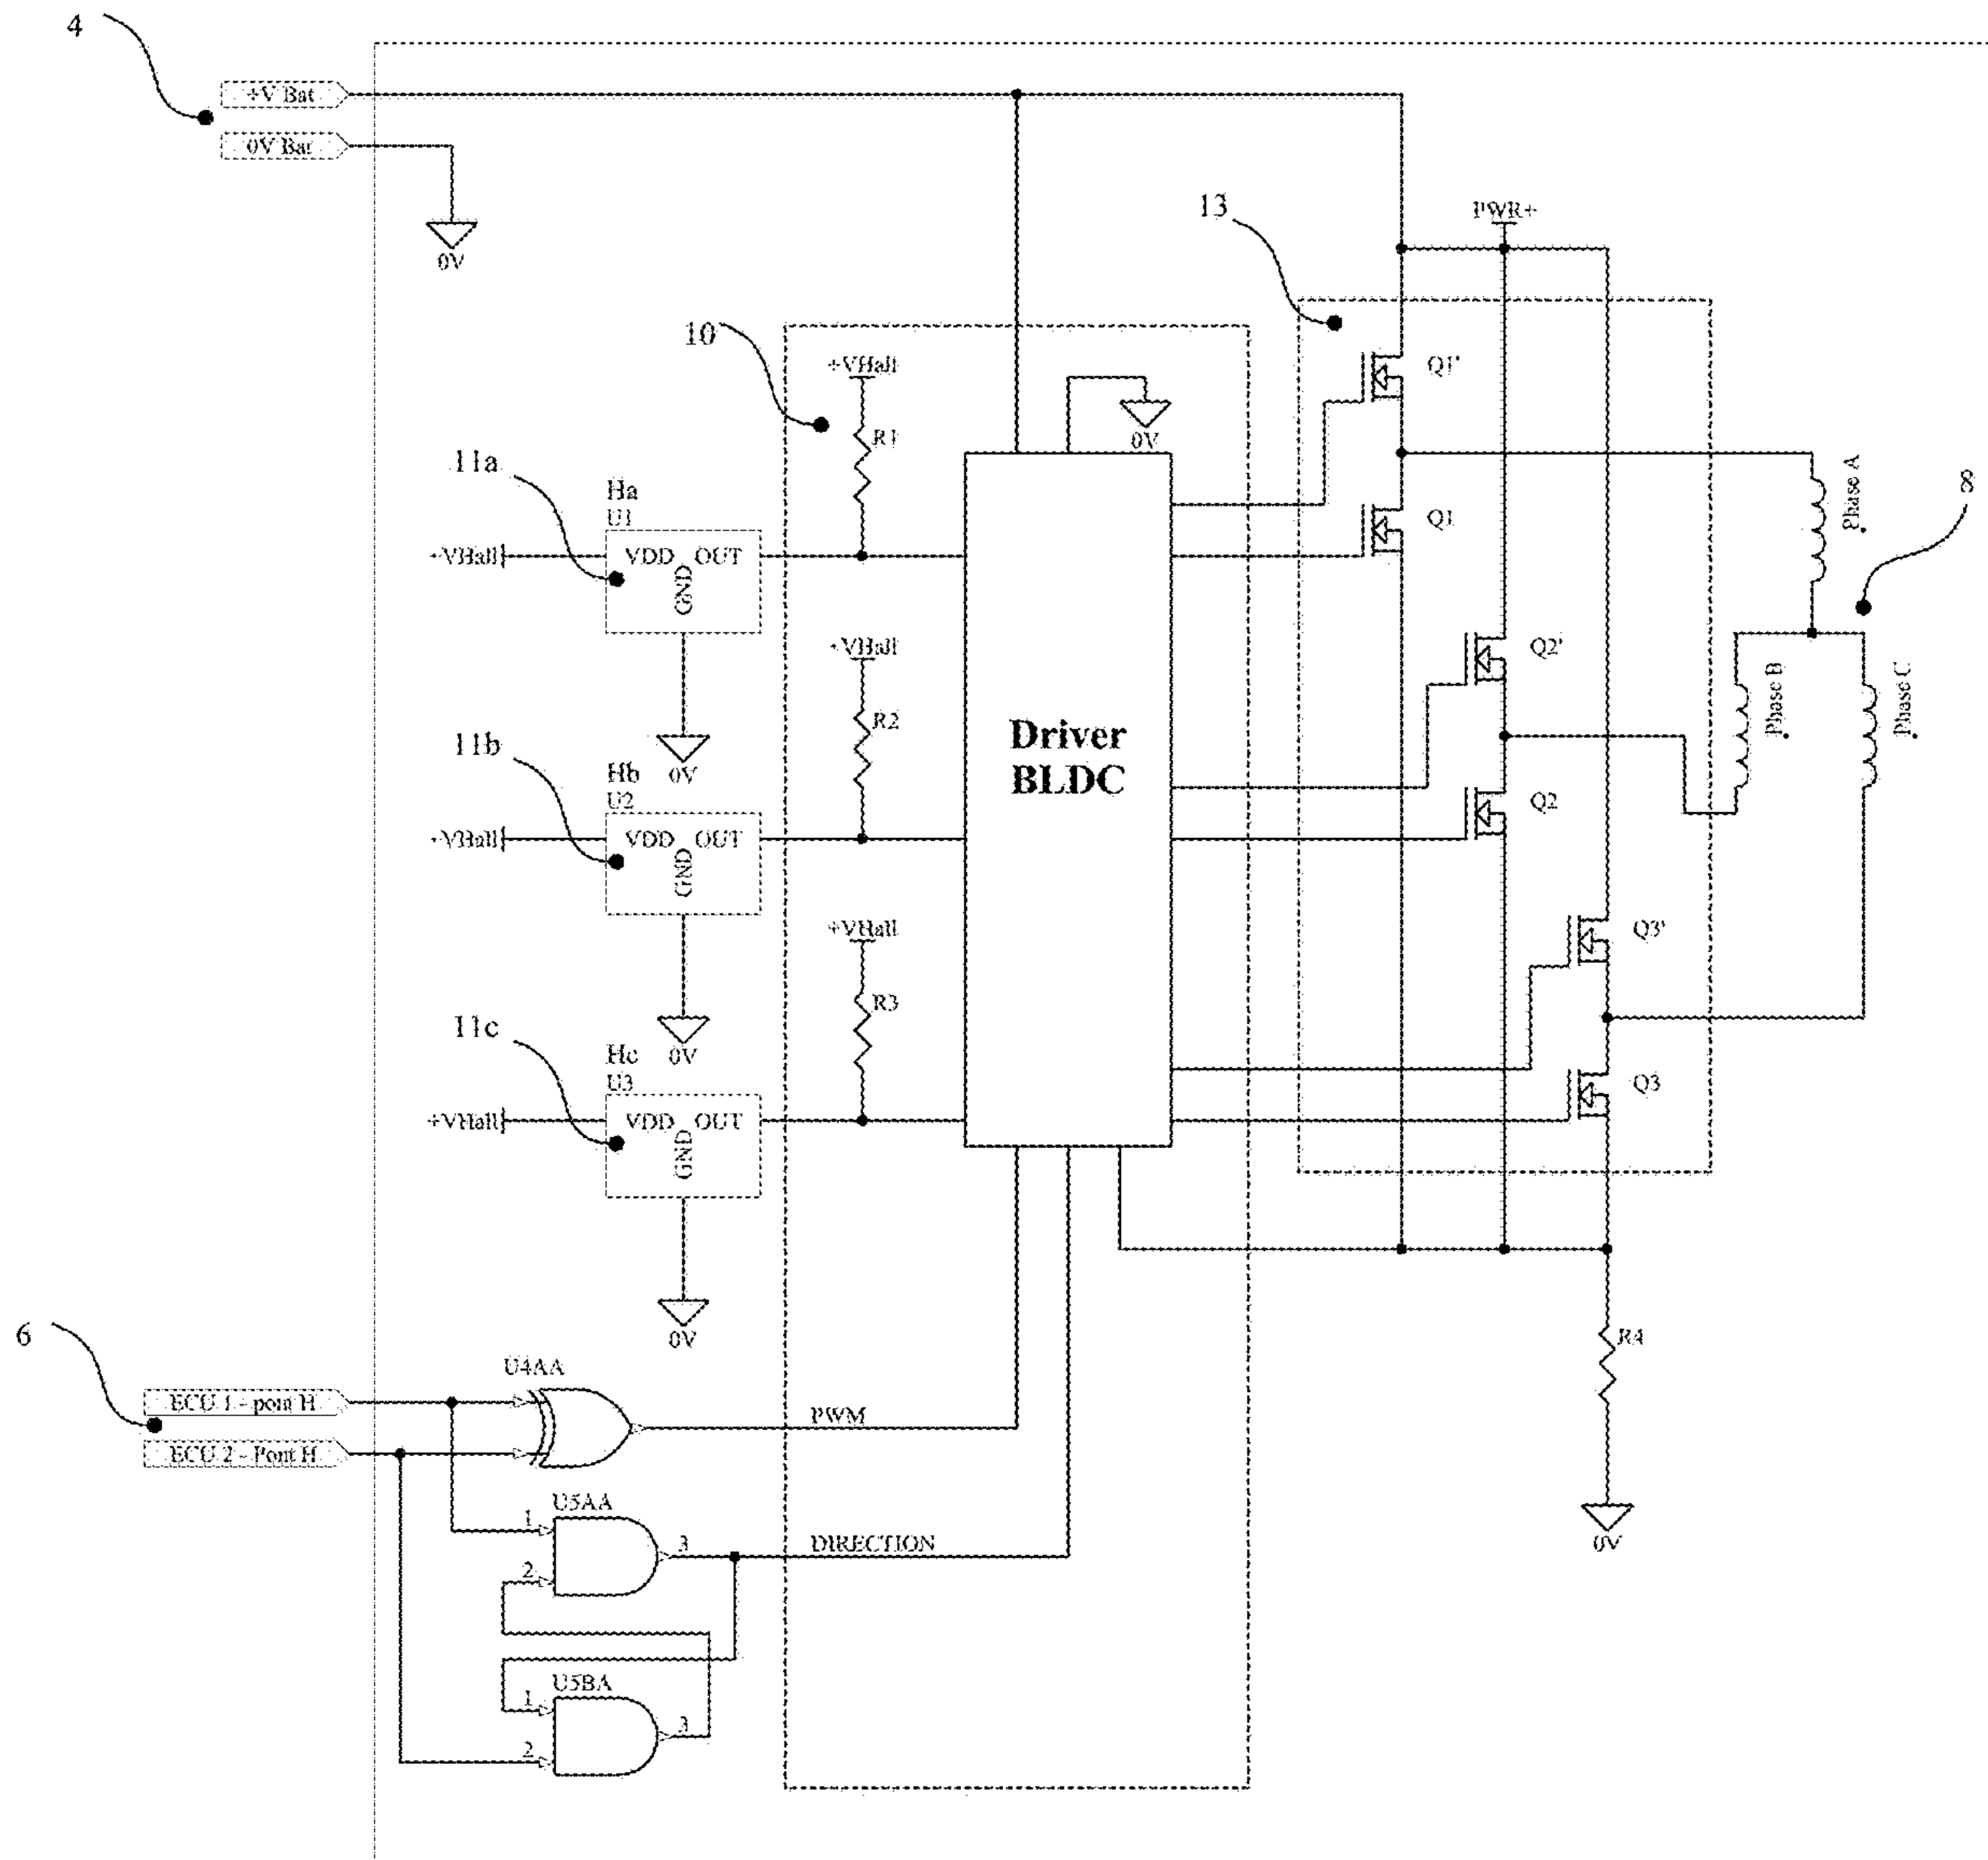 4
+V Bat
0V Bat
0V
13
PWR+
10
+VHall
R1
Q1'
0V
11a
Ha
U1
+VHall
VDD OUT
GND
0V
Q1
Phase A
8
+VHall
R2
Q2'
Phase B
Phase C
11b
Hb
U2
+VHall
VDD OUT
GND
0V
Driver
BLDC
Q2
+VHall
R3
Q3'
11c
Hc
U3
+VHall
VDD OUT
GND
0V
Q3
6
U4AA
R4
ECU 1 - pont H
ECU 2 - Pont H
PWM
U5AA
1
2
3
DIRECTION
0V
U5BA
1
2
3